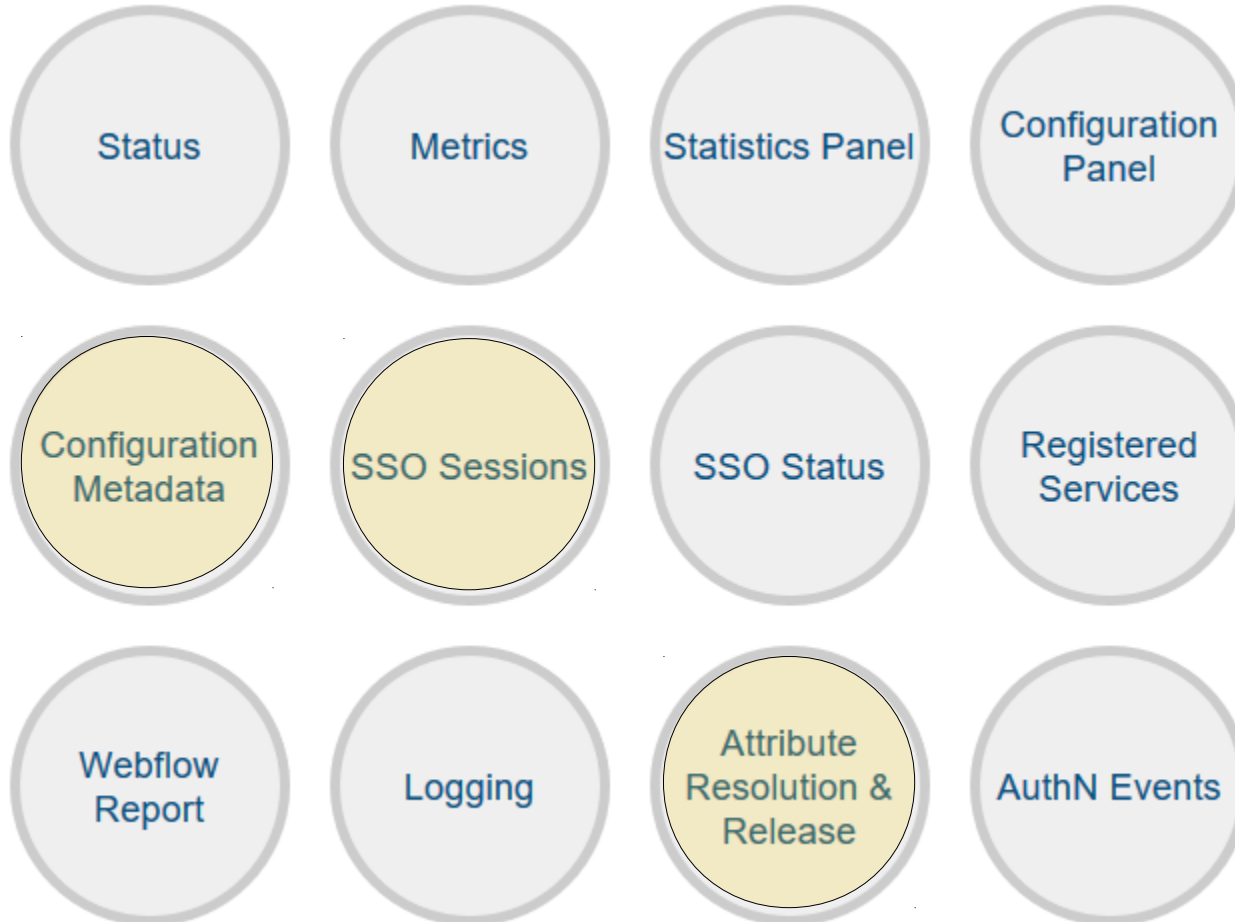 Status
Metrics
Statistics Panel
Configuration
Panel
Configuration
Metadata
SSO Sessions
SSO Status
Registered
Services
Webflow
Report
Logging
Attribute
Resolution &
Release
AuthN Events